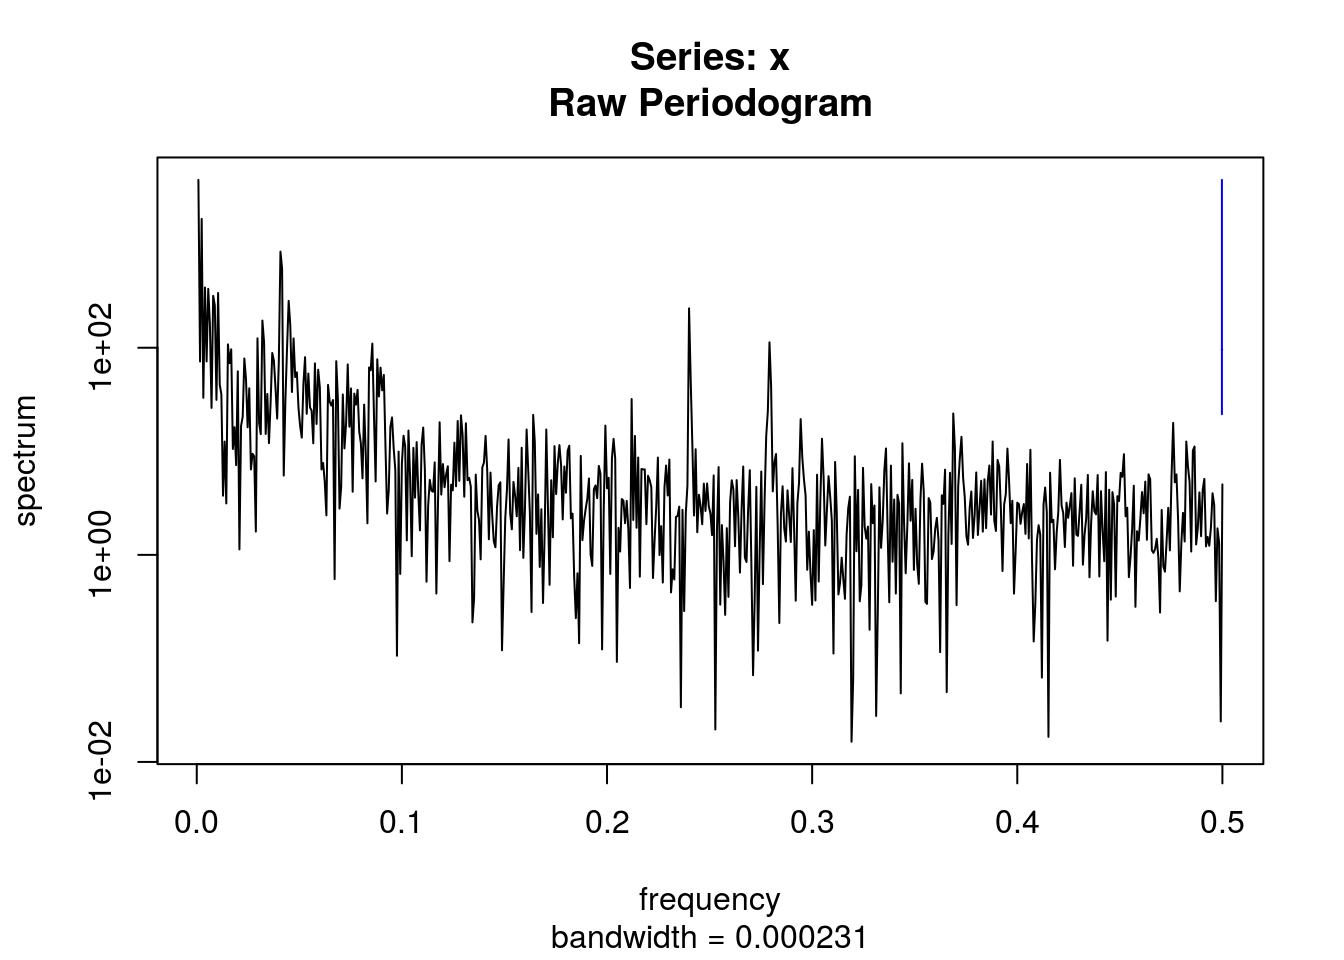 Series: x
Raw Periodogram
spectrum
1e+02
1e+00
1e-02
0.0 0.1 0.2 0.3 0.4 0.5
frequency
bandwidth = 0.000231